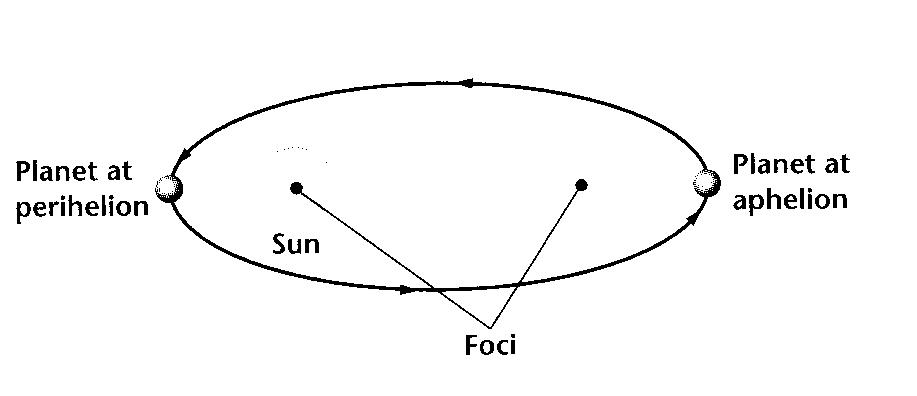 Planet at
perihelion
Planet at
aphelion
Sun
Foci